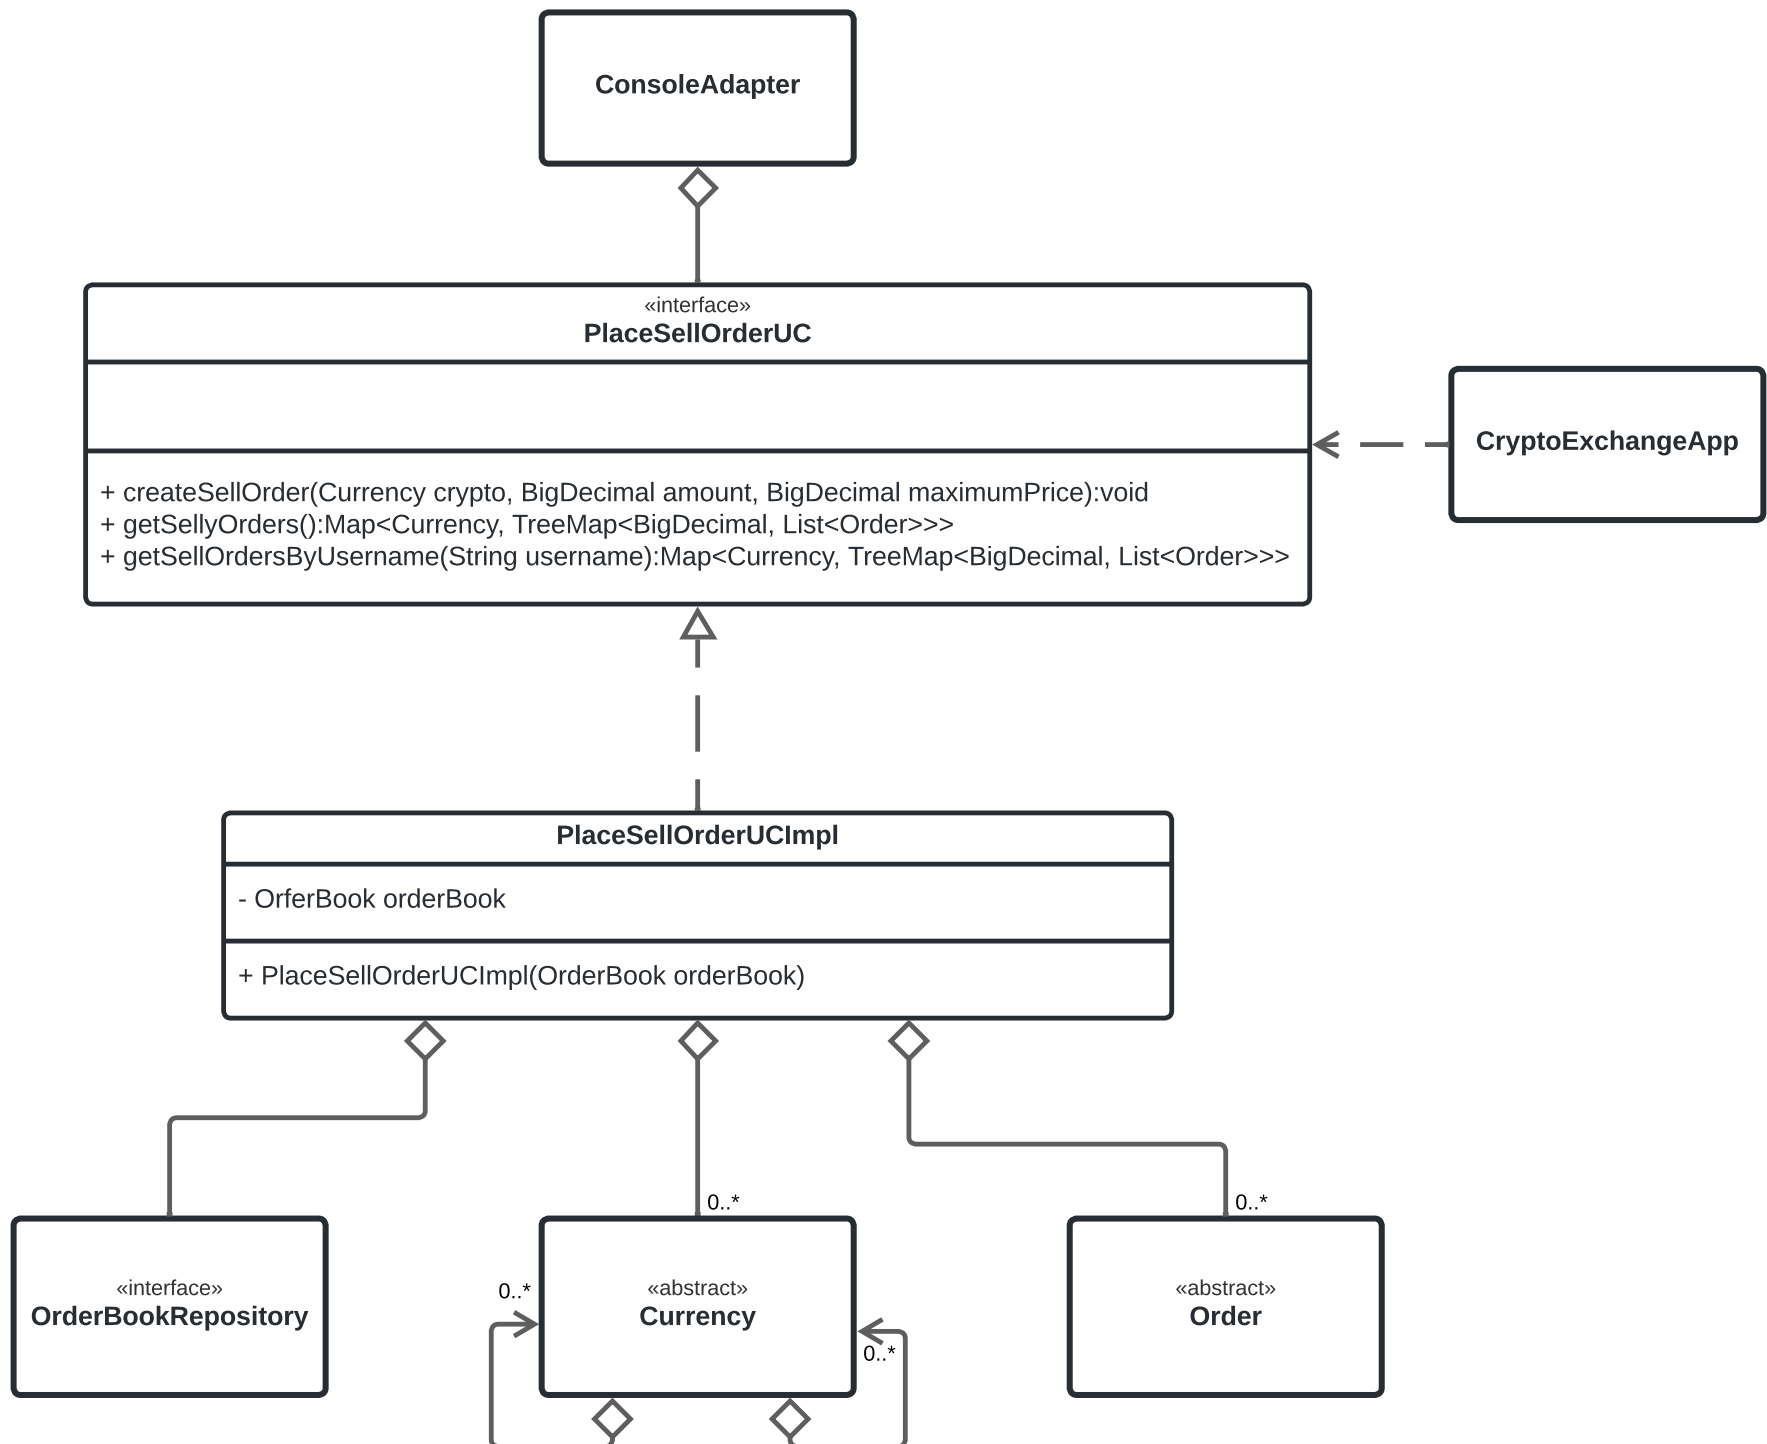 ConsoleAdapter
«interface»
PlaceSellOrderUC
+ createSellOrder(Currency crypto, BigDecimal amount, BigDecimal maximumPrice):void
+ getSellyOrders():Map<Currency, TreeMap<BigDecimal, List<Order>>>
+ getSellOrdersByUsername(String username):Map<Currency, TreeMap<BigDecimal, List<Order>>>
CryptoExchangeApp
PlaceSellOrderUCImpl
- OrferBook orderBook
+ PlaceSellOrderUCImpl(OrderBook orderBook)
0..*
0..*
«interface»
OrderBookRepository
0..*
«abstract»
Currency
0..*
«abstract»
Order